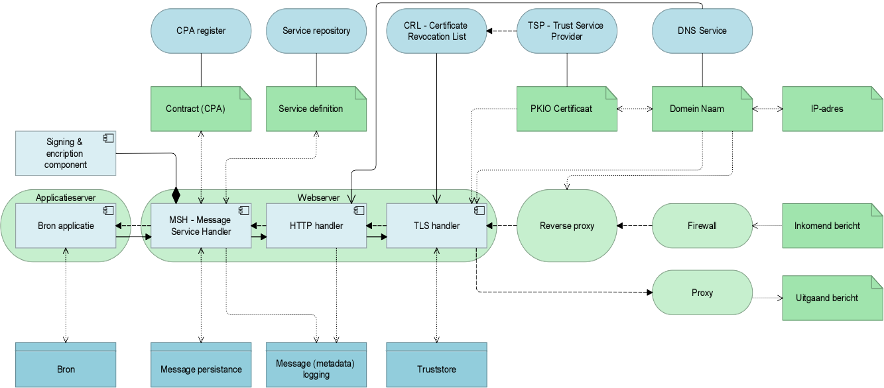 CPA register
Service repository
CRL - Certificate
Revocation List
TSP - Trust Service
Provider
DNS Service
Contract (CPA)
Service definition
PKIO Certificaat
Domein Naam
IP-adres
Signing &
encription
component
Applicatieserver
Webserver
Bron applicatie
MSH - Message
Service Handler
HTTP handler
TLS handler
Reverse proxy
Firewall
Inkomend bericht
Proxy
Uitgaand bericht
Bron
Message persistance
Message (metadata)
logging
Truststore